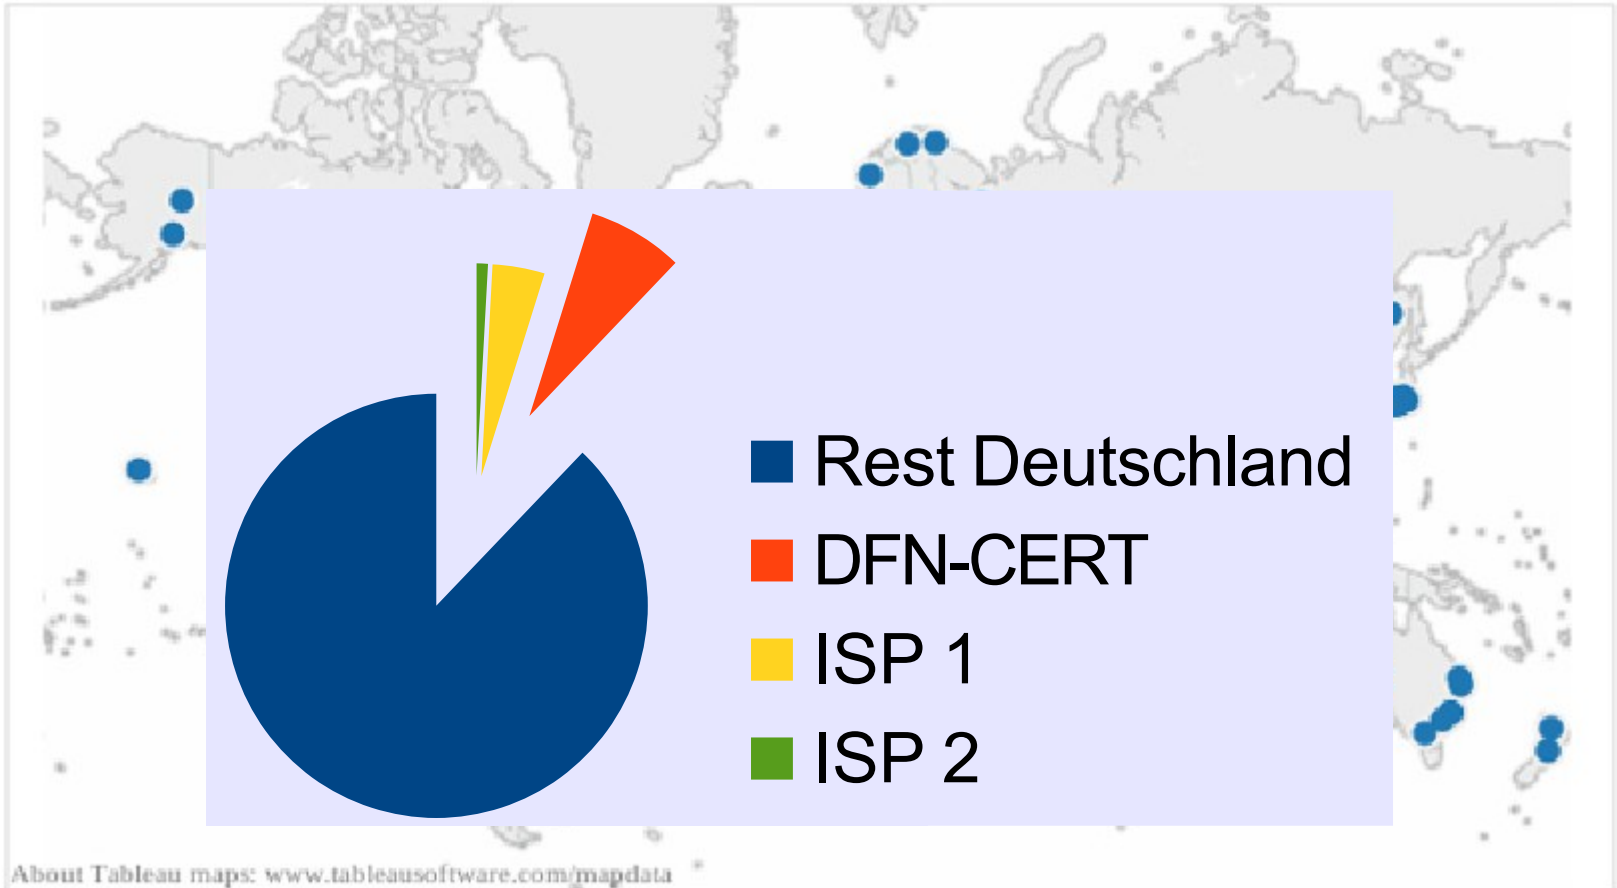 Rest Deutschland
DFN-CERT
ISP 1
ISP 2
About Tableau maps: www.tableausoftware.com/mapdata